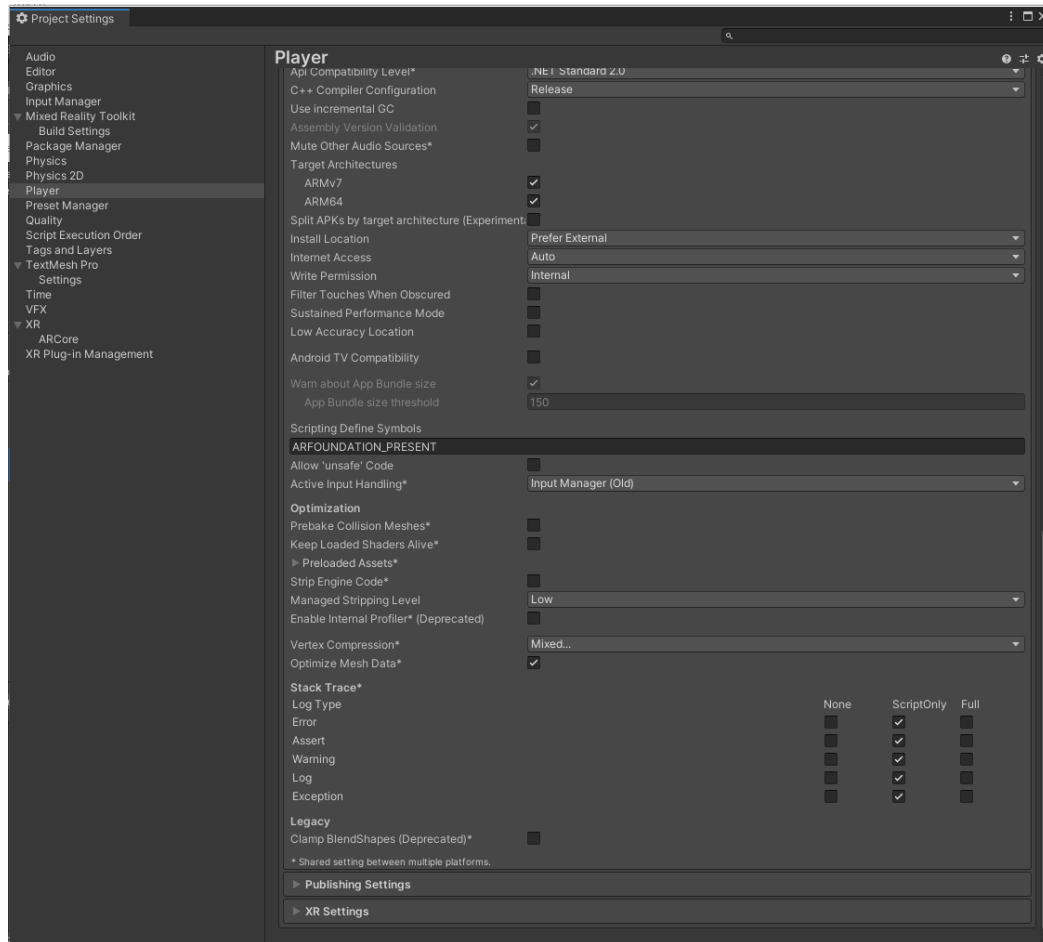 Project Settings
Audio
Editor
Graphics
Input Manager
Mixed Reality Toolkit
Build Settings
Package Manager
Physics
Physics 2D
Player
Preset Manager
Quality
Script Execution Order
Tags and Layers
TextMesh Pro
Settings
Time
VFX
XR
ARCore
XR Plug-in Management
Player
Api Compatibility Level* .NET Standard 2.0
C++ Compiler Configuration Release
Use incremental GC
Assembly Version Validation
Mute Other Audio Sources*
Target Architectures
ARMv7
ARM64
Split APKs by target architecture (Experiment
Install Location Prefer External
Internet Access Auto
Write Permission Internal
Filter Touches When Obscured
Sustained Performance Mode
Low Accuracy Location
Android TV Compatibility
Warn about App Bundle size
App Bundle size threshold 150
Scripting Define Symbols
ARFOUNDATION_PRESENT
Allow 'unsafe' Code
Active Input Handling* Input Manager (Old)
Optimization
Prebake Collision Meshes*
Keep Loaded Shaders Alive*
Preloaded Assets*
Strip Engine Code*
Managed Stripping Level Low
Enable Internal Profiler* (Deprecated)
Vertex Compression* Mixed...
Optimize Mesh Data*
Stack Trace*
Log Type None ScriptOnly Full
Error
Assert
Warning
Log
Exception
Legacy
Clamp BlendShapes (Deprecated)*
* Shared setting between multiple platforms.
Publishing Settings
XR Settings